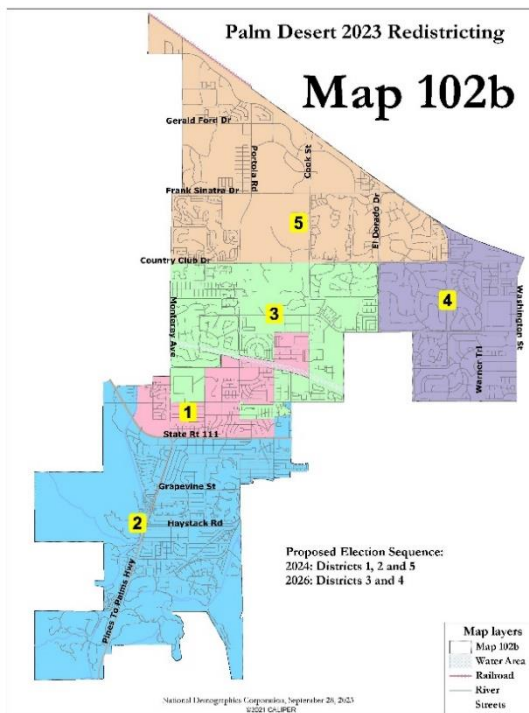 Palm Desert 2023 Redistricting
Map 102b
Gerald Ford Dr
Portola Rd
Cook St
Frank Sinatra Dr
El Dorado Dr
5
Country Club Dr
4
Washington St
3
Monterey Ave
Warner Trl
1
State Rt 111
Grapevine St
2
Haystack Rd
Pines To Palms Hwy
Proposed Election Sequence:
2024: Districts 1, 2 and 5
2026: Districts 3 and 4
Map layers
Map 102b
Water Area
Railroad
River
Streets
National Demographics Corporation, September 28, 2023
©2021 CALIPER